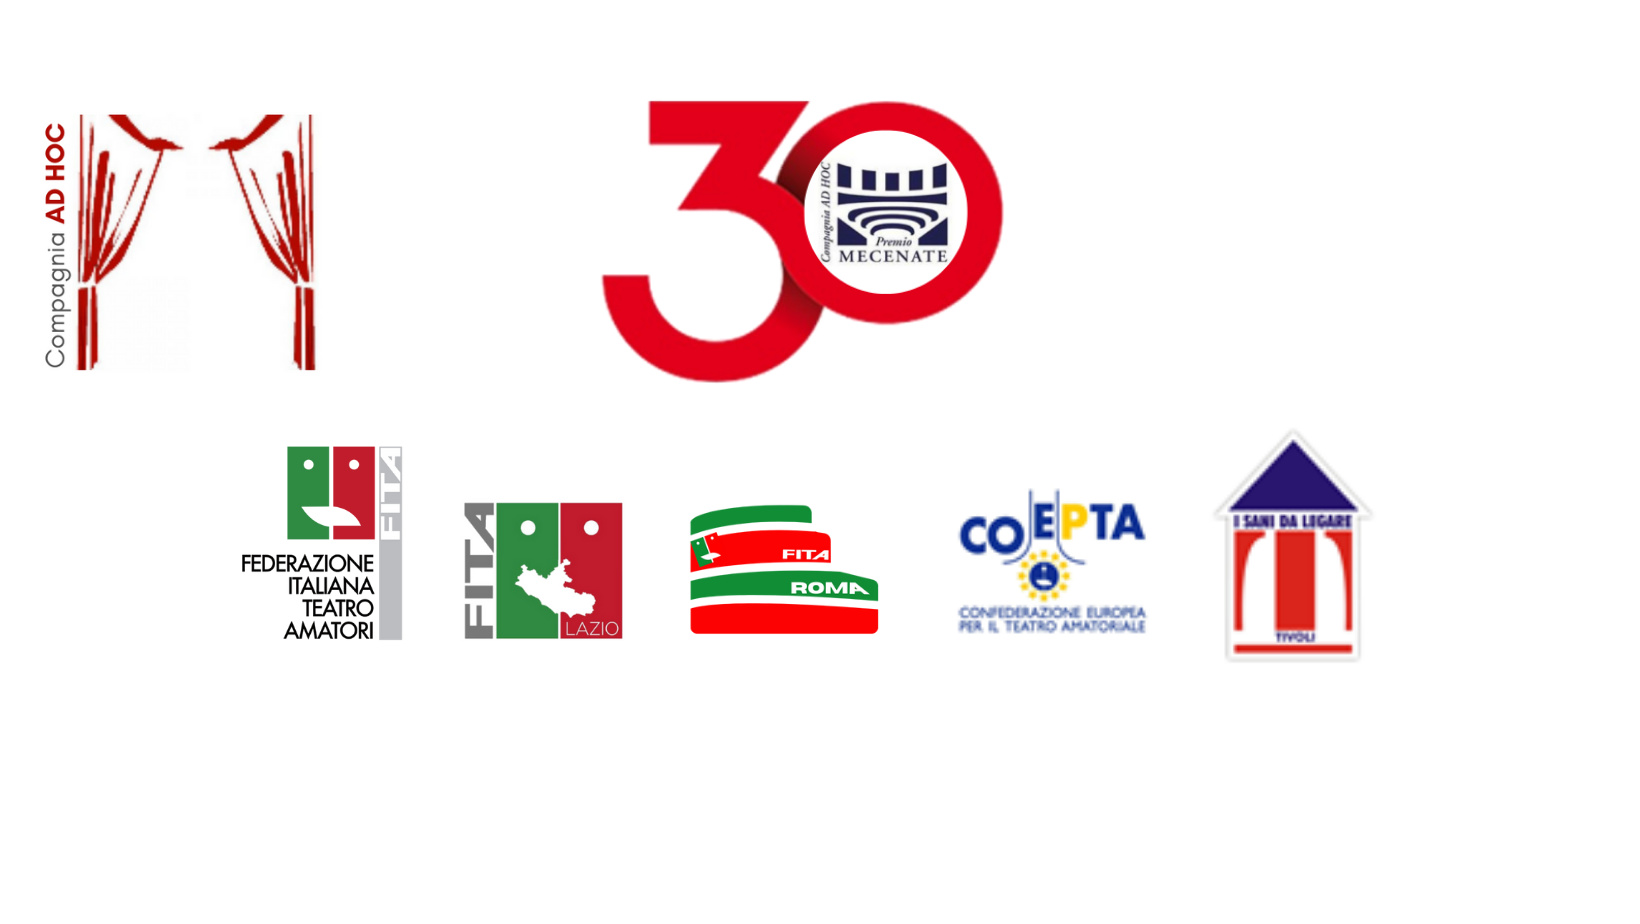 Compagnia AD HOC
30
Compagnia AD HOC
Premio
MECENATE
FITA
FEDERAZIONE
ITALIANA
TEATRO
AMATORI
FITA
LAZIO
FITA
ROMA
COEPTA
CONFEDERAZIONE EUROPEA
PER IL TEATRO AMATORIALE
I SANI DA LEGARE
TIVOLI